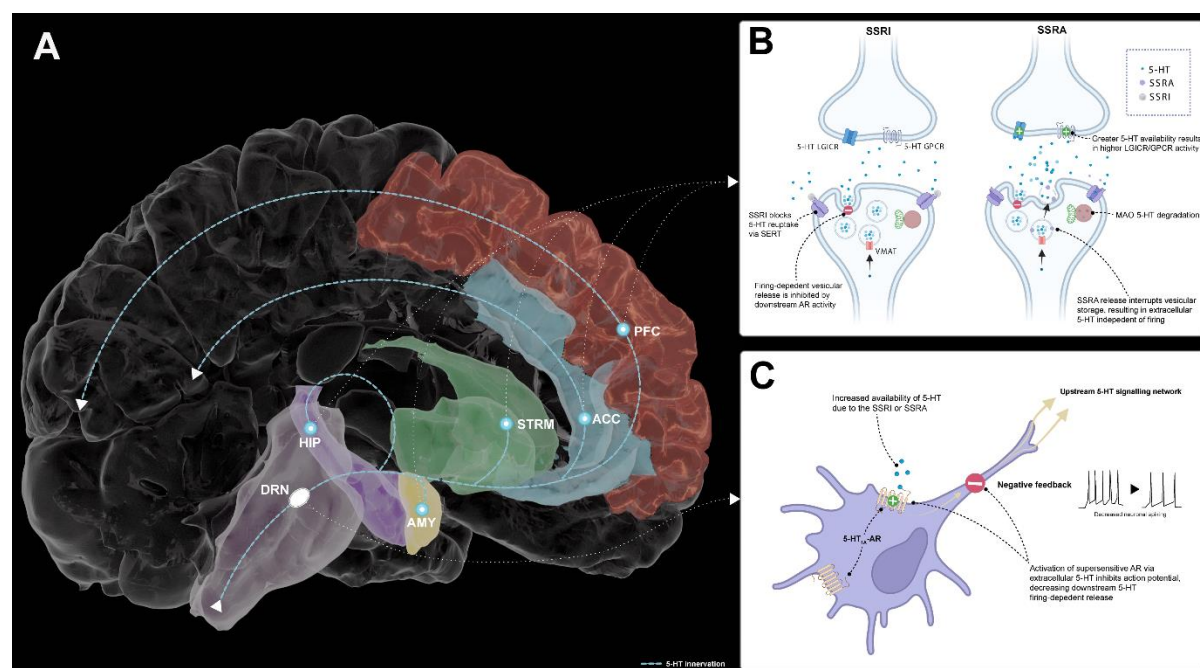 A
PFC
ACC
STRM
HIP
DRN
AMY
5-HT innervation
B
SSRI
SSRA
5-HT
SSRA
SSRI
5-HT LGICR
5-HT GPCR
Greater 5-HT availability results
in higher LGICR/GPCR activity
SSRI blocks
5-HT reuptake
via SERT
MAO 5-HT degradation
VMAT
Firing-dependent vesicular
release is inhibited by
downstream AR activity
SSRA release interrupts vesicular
storage, resulting in extracellular
5-HT indepedent of firing
C
Increased availability of 5-HT
due to the SSRI or SSRA
Upstream 5-HT signalling network
Negative feedback
Decreased neuronal spiking
5-HT1A-AR
Activation of supersensitive AR via
extracellular 5-HT inhibits action potential,
decreasing downstream 5-HT
firing-dependent release